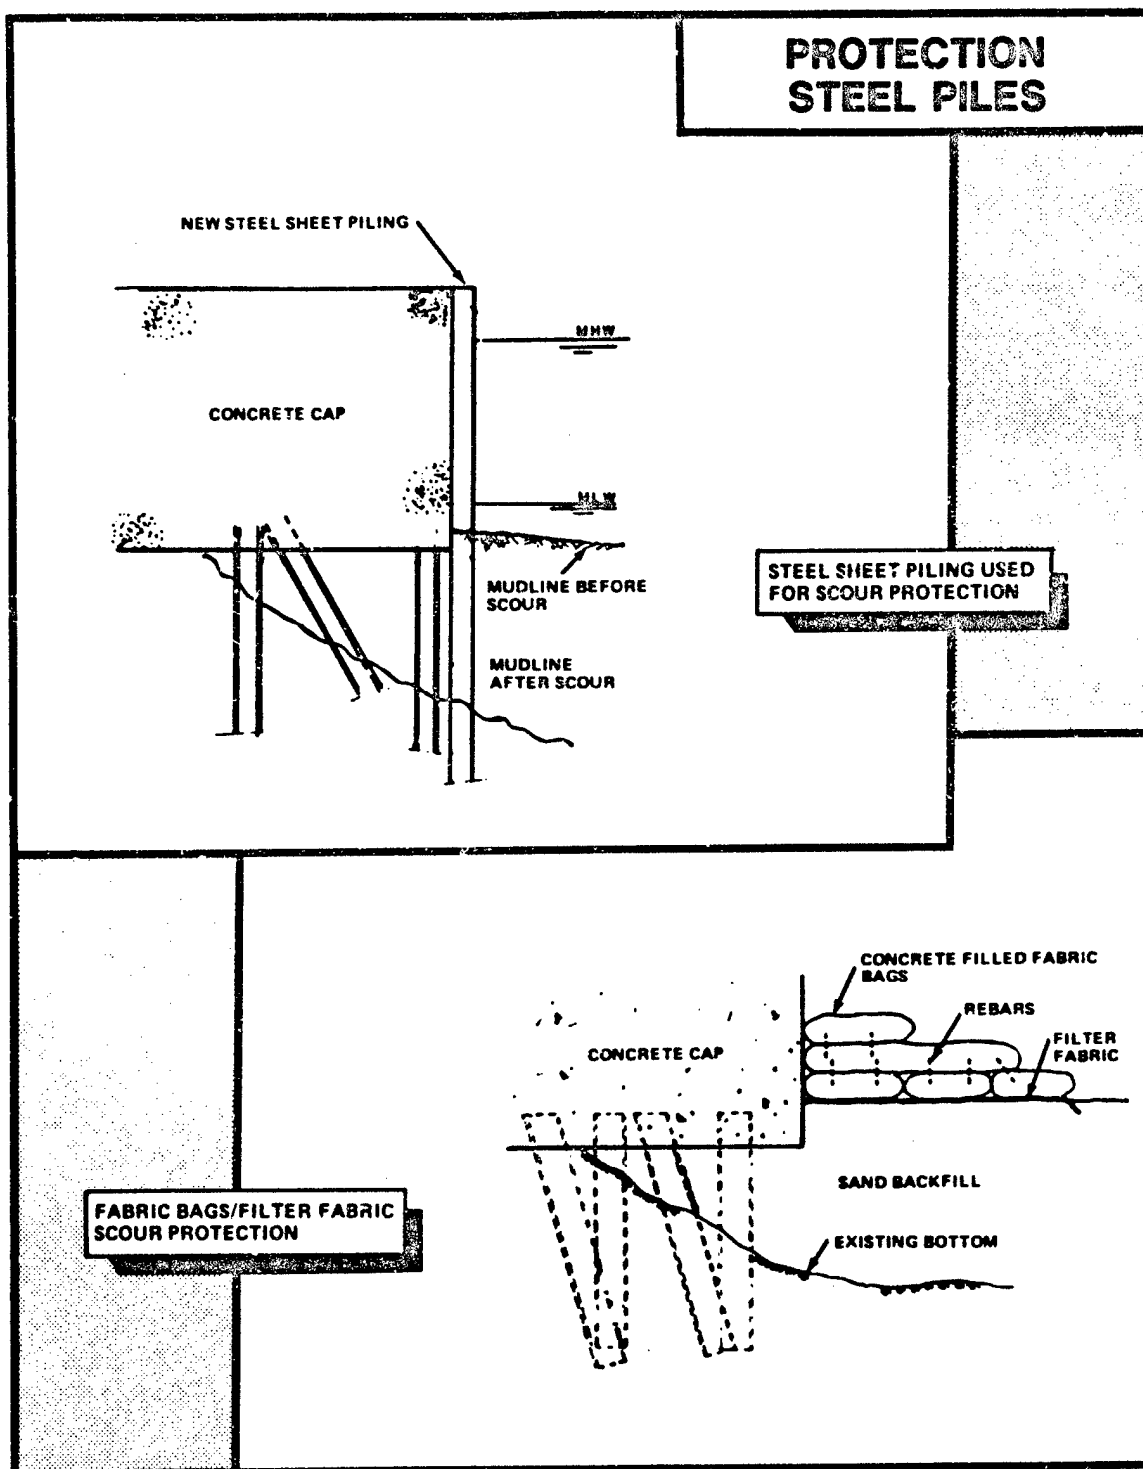 PROTECTION
STEEL PILES
NEW STEEL SHEET PILING
MHW
CONCRETE CAP
MLW
MUDLINE BEFORE
SCOUR
STEEL SHEET PILING USED
FOR SCOUR PROTECTION
MUDLINE
AFTER SCOUR
CONCRETE FILLED FABRIC
BAGS
REBARS
FILTER
FABRIC
CONCRETE CAP
SAND BACKFILL
FABRIC BAGS/FILTER FABRIC
SCOUR PROTECTION
EXISTING BOTTOM